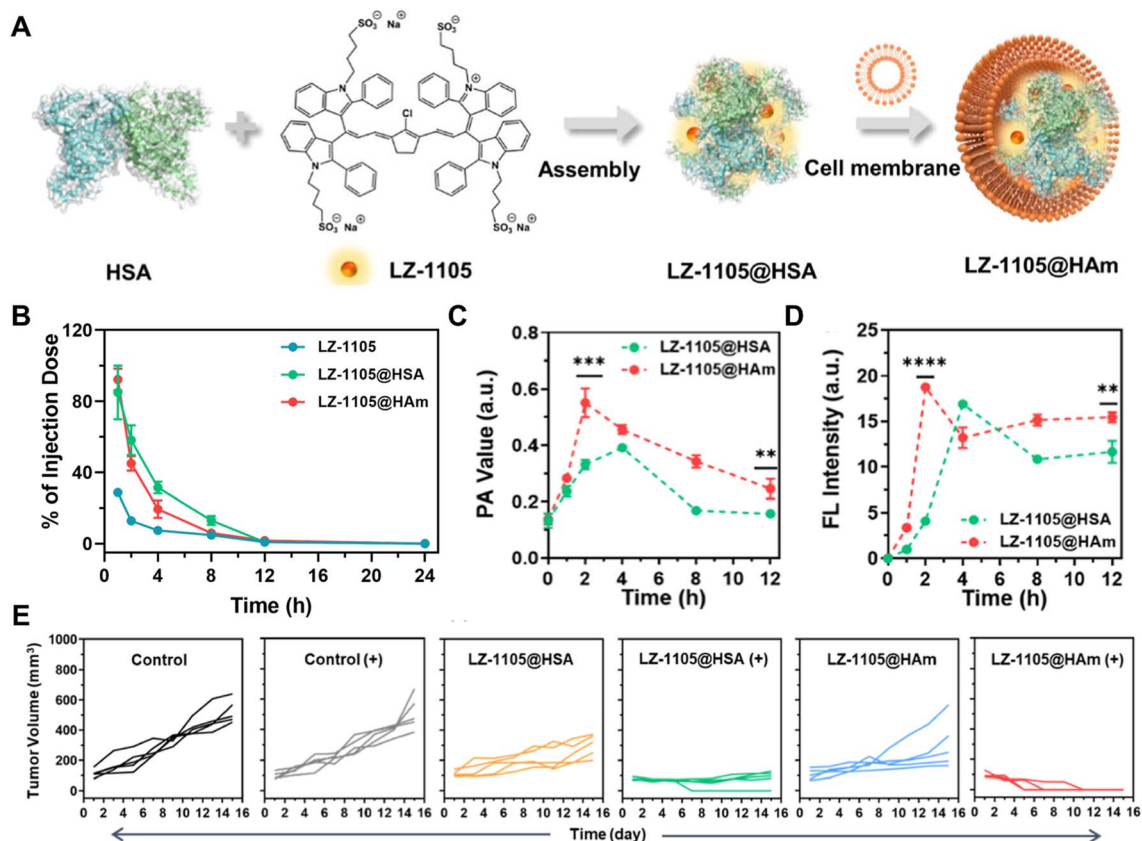 A
SO₃⊖ Na⊕
SO₃⊖
N
N⊕
Cl
N
N
SO₃⊖ Na⊕
SO₃⊖ Na⊕
Assembly
Cell membrane
HSA
LZ-1105
LZ-1105@HSA
LZ-1105@HAm
B
% of Injection Dose
120
80
40
0
LZ-1105
LZ-1105@HSA
LZ-1105@HAm
0 4 8 12 16 20 24
Time (h)
C
PA Value (a.u.)
0.8
0.6
0.4
0.2
0.0
LZ-1105@HSA
LZ-1105@HAm
***
**
0 2 4 6 8 10 12
Time (h)
D
FL Intensity (a.u.)
25
20
15
10
5
0
****
**
LZ-1105@HSA
LZ-1105@HAm
0 2 4 6 8 10 12
Time (h)
E
Tumor Volume (mm³)
1000
800
600
400
200
0
Control
0 2 4 6 8 10 12 14 16
Control (+)
0 2 4 6 8 10 12 14 16
LZ-1105@HSA
0 2 4 6 8 10 12 14 16
LZ-1105@HSA (+)
0 2 4 6 8 10 12 14 16
LZ-1105@HAm
0 2 4 6 8 10 12 14 16
LZ-1105@HAm (+)
0 2 4 6 8 10 12 14 16
Time (day)